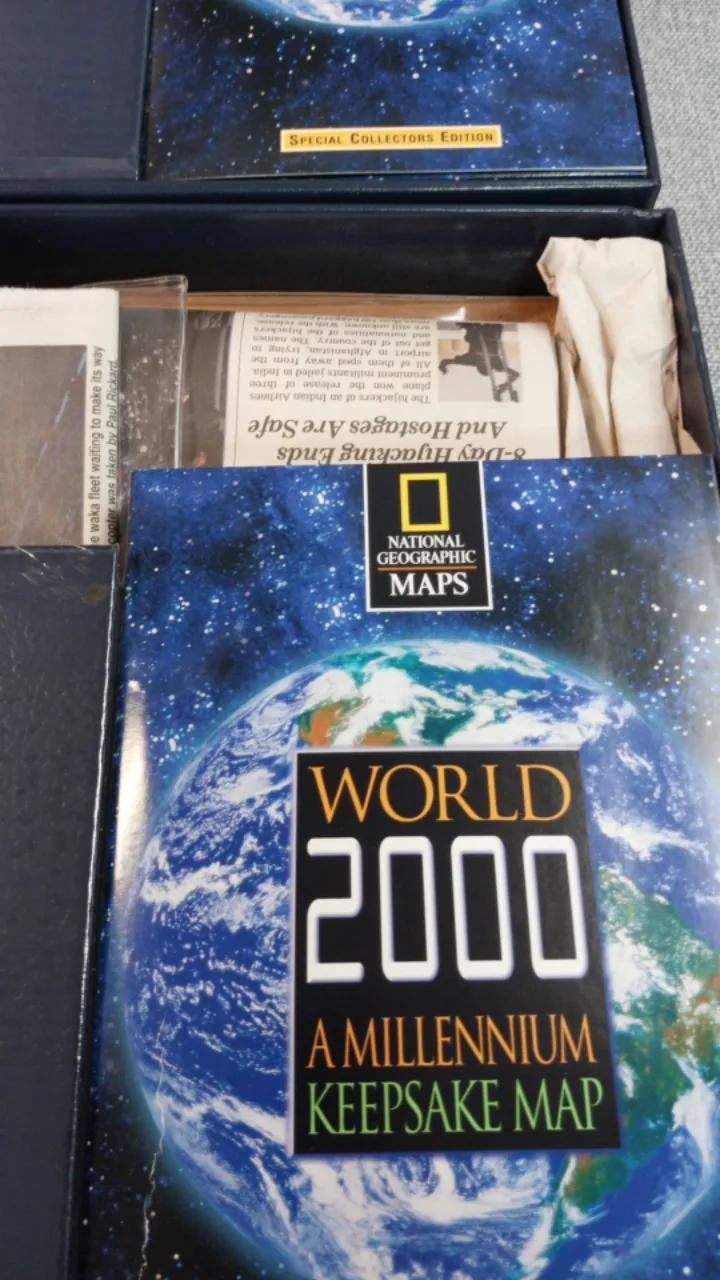 SPECIAL COLLECTORS EDITION
e waka fleet waiting to make its way
copter was taken by Paul Rickard.
8-Day Hijacking Ends
And Hostages Are Safe
The hijackers of an Indian Airlines
plane won the release of three
prominent militants jailed in India.
All of them sped away from the
airport in Afghanistan, trying to
get out of the country. The names
and nationalities of the hijackers
are still unknown. With the release,
NATIONAL
GEOGRAPHIC
MAPS
WORLD
2000
A MILLENNIUM
KEEPSAKE MAP